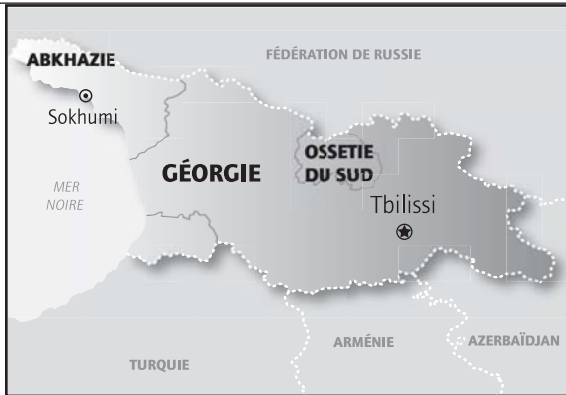 ABKHAZIE
FÉDÉRATION DE RUSSIE
Sokhumi
OSSETIE
DU SUD
GÉORGIE
MER
NOIRE
Tbilissi
ARMÉNIE
AZERBAÏDJAN
TURQUIE